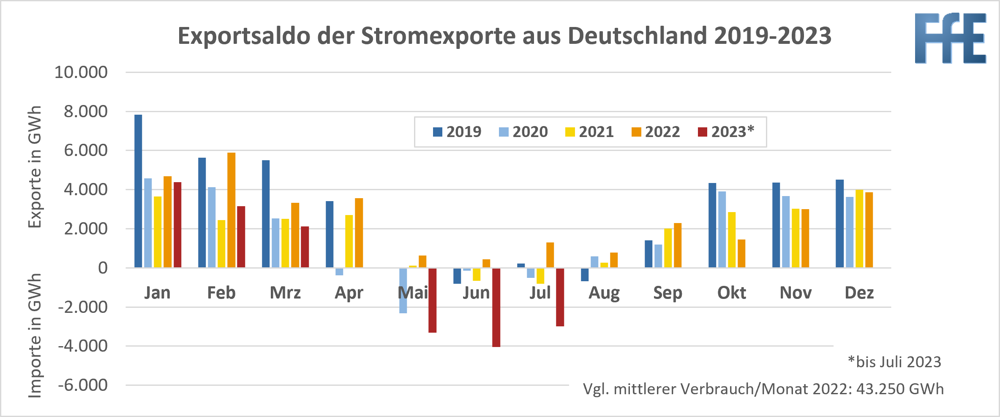 Exportsaldo der Stromexporte aus Deutschland 2019-2023
FfE
Exporte in GWh
Importe in GWh
10.000
8.000
6.000
4.000
2.000
0
-2.000
-4.000
-6.000
2019 2020 2021 2022 2023*
Jan Feb Mrz Apr Mai Jun Jul Aug Sep Okt Nov Dez
*bis Juli 2023
Vgl. mittlerer Verbrauch/Monat 2022: 43.250 GWh